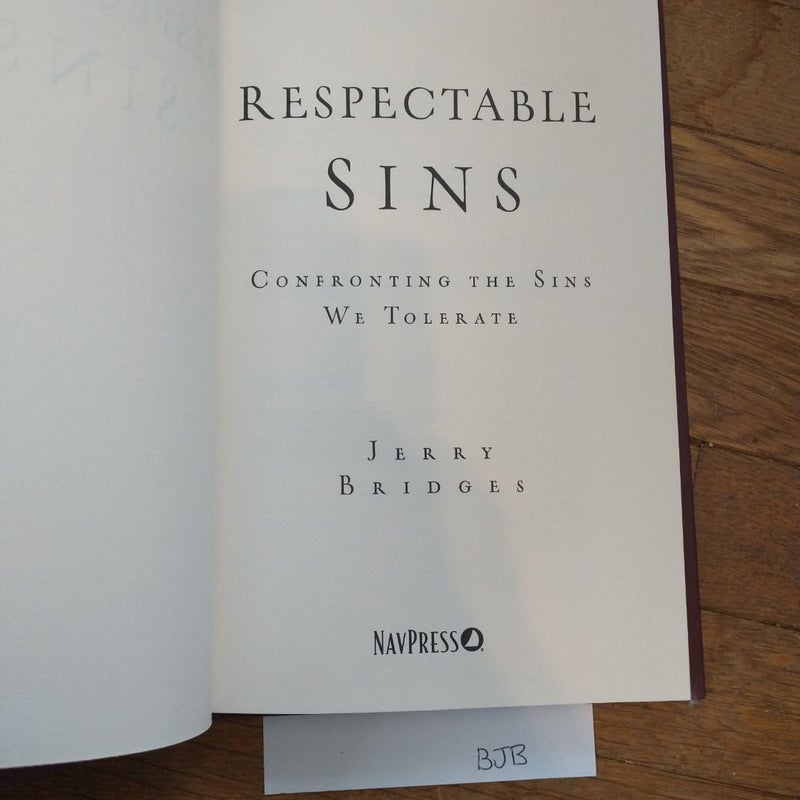 RESPECTABLE
SINS
CONFRONTING THE SINS
WE TOLERATE
JERRY
BRIDGES
NAVPRESS
BJB